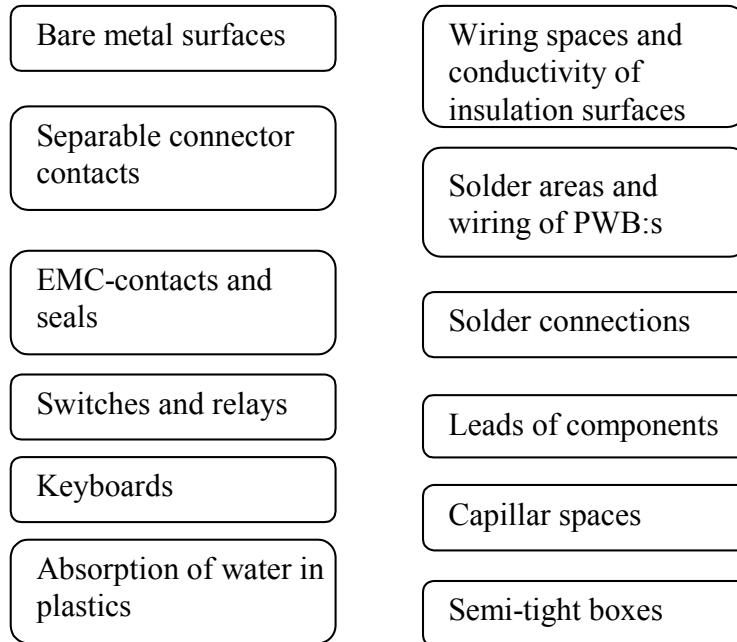 Bare metal surfaces
Separable connector
contacts
EMC-contacts and
seals
Switches and relays
Keyboards
Absorption of water in
plastics
Wiring spaces and
conductivity of
insulation surfaces
Solder areas and
wiring of PWB:s
Solder connections
Leads of components
Capillar spaces
Semi-tight boxes